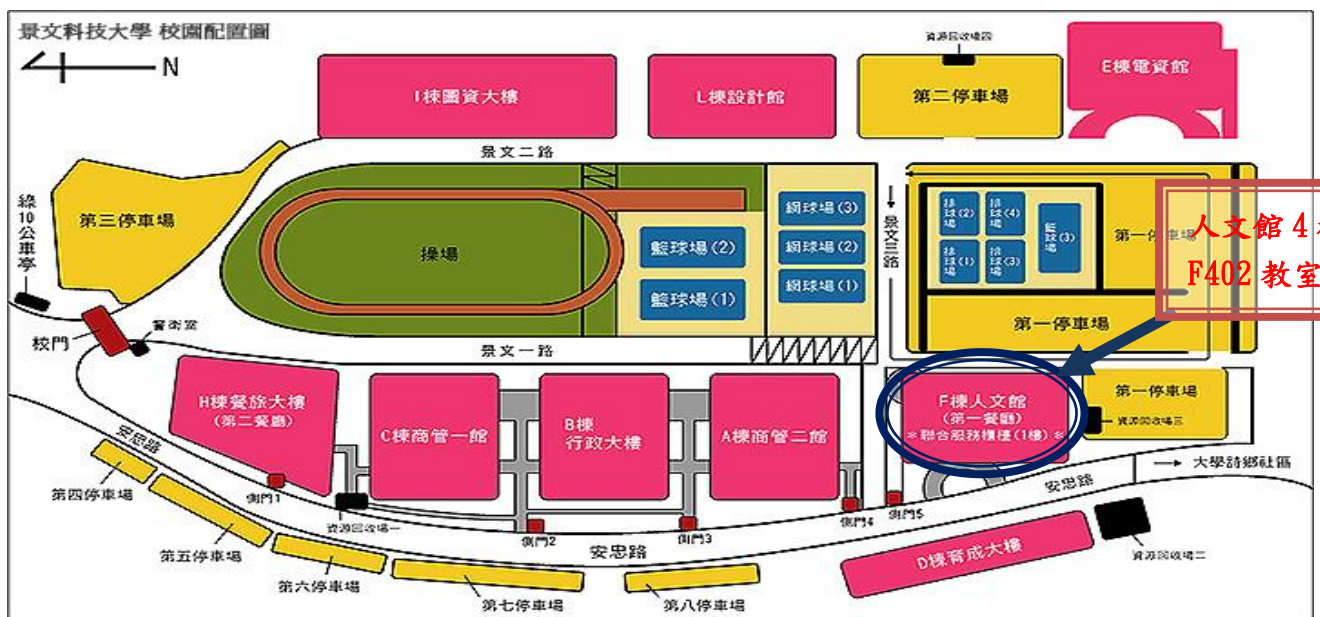 景文科技大學 校園配置圖
N
資源回收場四
E棟電資館
I棟圖資大樓
L棟設計館
第二停車場
景文二路
綠10公車亭
第三停車場
操場
籃球場(2)
籃球場(1)
網球場(3)
網球場(2)
網球場(1)
景文三路
排球場(2)
排球場(4)
排球場(1)
排球場(3)
籃球場(3)
第一停車場
人文館 4
F402 教室
第一停車場
校門
警衛室
景文一路
H棟餐旅大樓
(第二餐廳)
C棟商管一館
B棟
行政大樓
A棟商管二館
F棟人文館
(第一餐廳)
*聯合服務櫃檯(1樓)*
第一停車場
資源回收場三
大學詩鄉社區
安忠路
安忠路
安忠路
側門1
資源回收場一
側門2
側門3
側門4
側門5
第四停車場
第五停車場
第六停車場
第七停車場
第八停車場
D棟育成大樓
資源回收場二